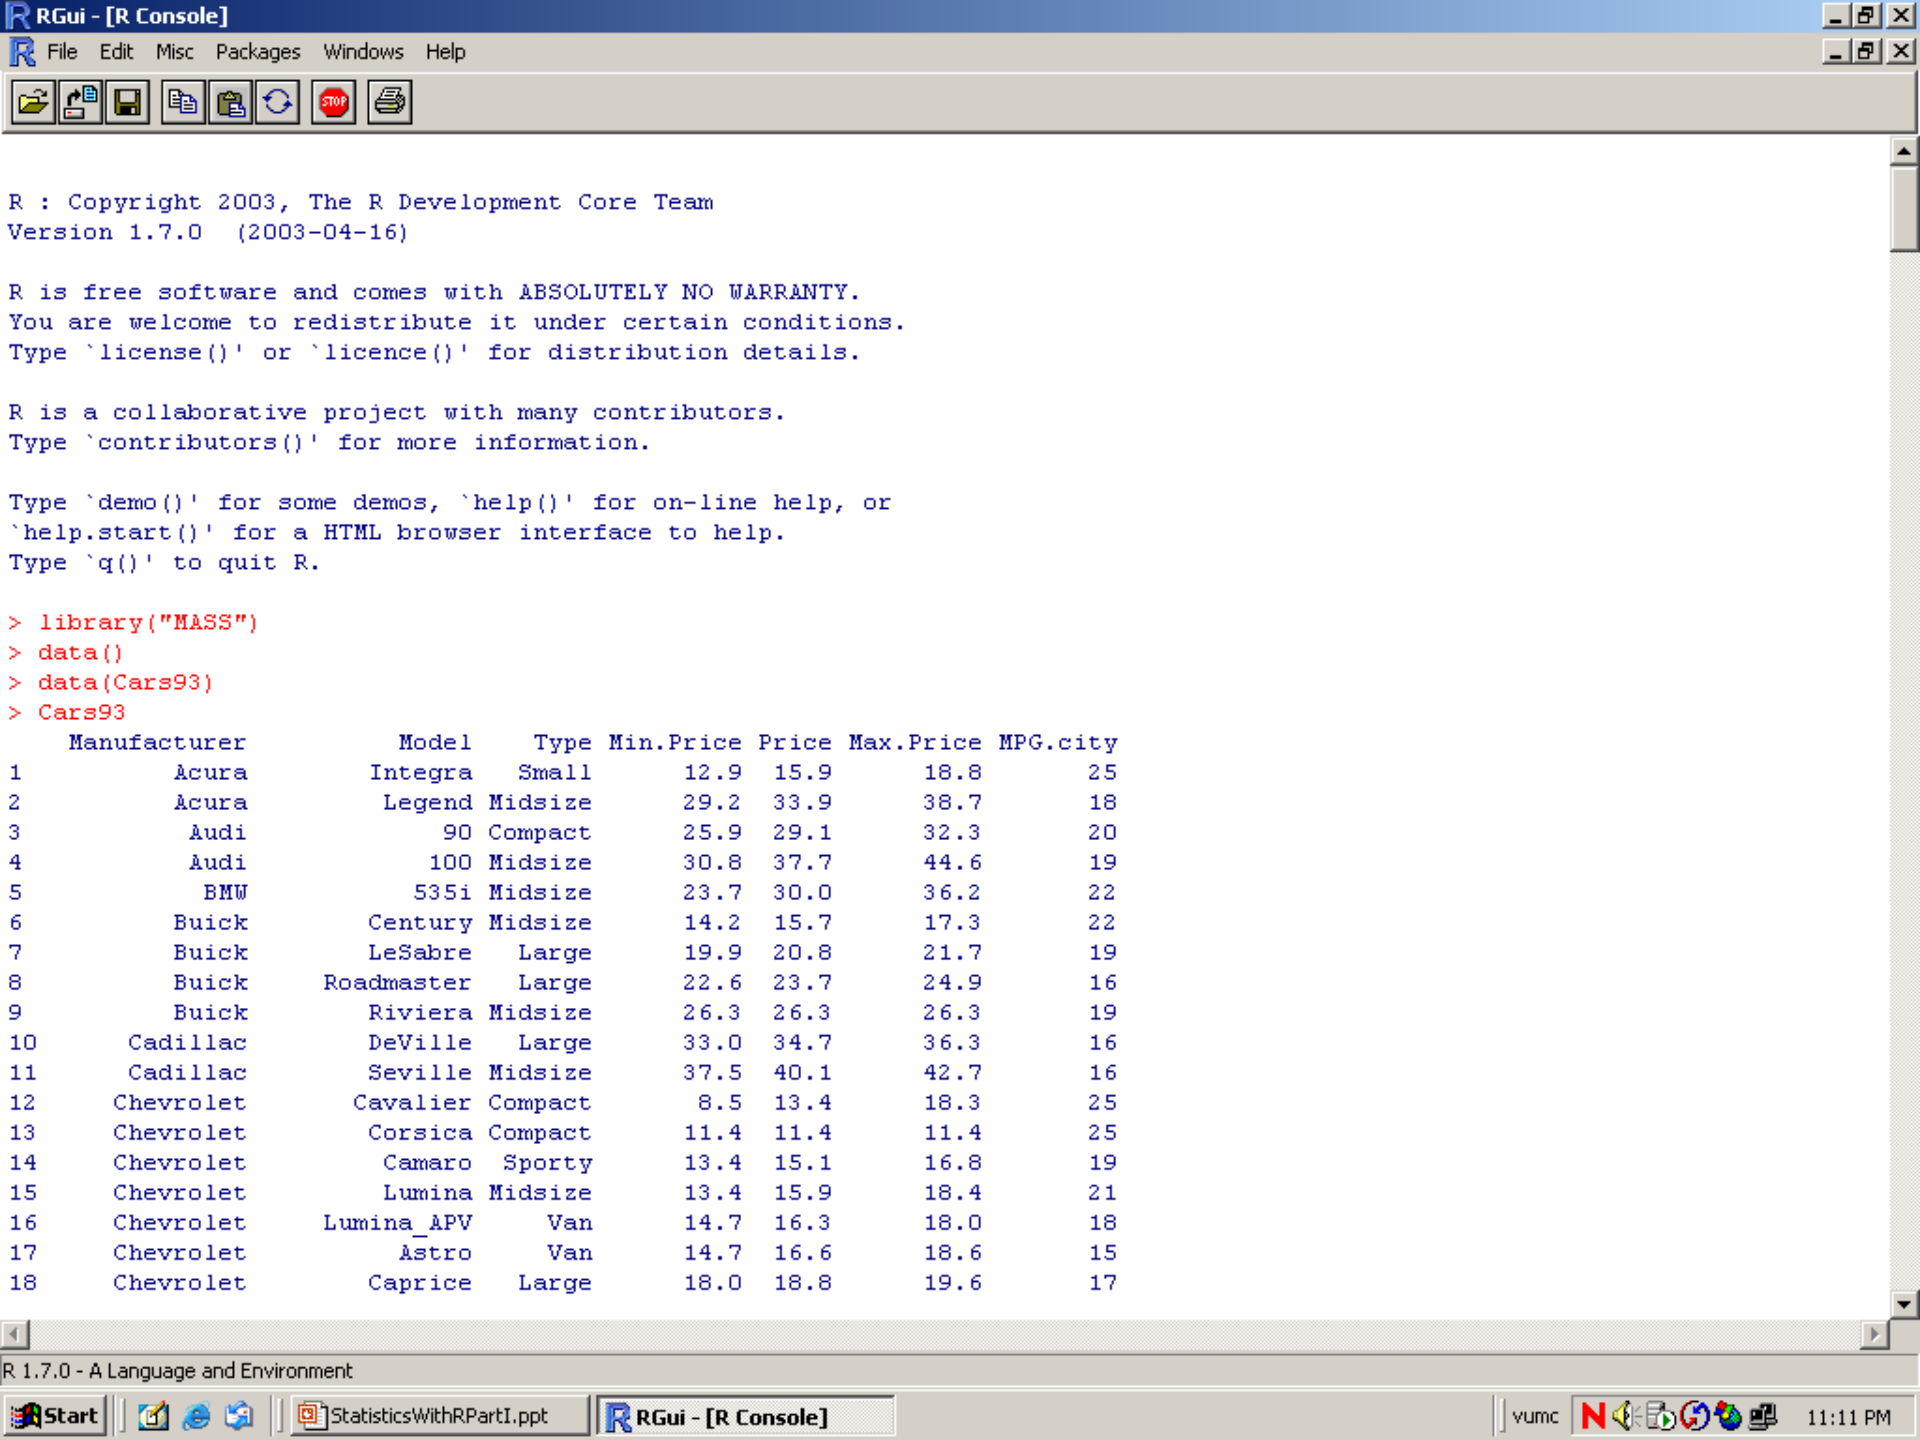 RGui - [R Console]
File Edit Misc Packages Windows Help
STOP
R : Copyright 2003, The R Development Core Team
Version 1.7.0  (2003-04-16)
R is free software and comes with ABSOLUTELY NO WARRANTY.
You are welcome to redistribute it under certain conditions.
Type `license()' or `licence()' for distribution details.
R is a collaborative project with many contributors.
Type `contributors()' for more information.
Type `demo()' for some demos, `help()' for on-line help, or
`help.start()' for a HTML browser interface to help.
Type `q()' to quit R.
> library("MASS")
> data()
> data(Cars93)
> Cars93
Manufacturer Model Type Min.Price Price Max.Price MPG.city
1 Acura Integra Small 12.9 15.9 18.8 25
2 Acura Legend Midsize 29.2 33.9 38.7 18
3 Audi 90 Compact 25.9 29.1 32.3 20
4 Audi 100 Midsize 30.8 37.7 44.6 19
5 BMW 535i Midsize 23.7 30.0 36.2 22
6 Buick Century Midsize 14.2 15.7 17.3 22
7 Buick LeSabre Large 19.9 20.8 21.7 19
8 Buick Roadmaster Large 22.6 23.7 24.9 16
9 Buick Riviera Midsize 26.3 26.3 26.3 19
10 Cadillac DeVille Large 33.0 34.7 36.3 16
11 Cadillac Seville Midsize 37.5 40.1 42.7 16
12 Chevrolet Cavalier Compact 8.5 13.4 18.3 25
13 Chevrolet Corsica Compact 11.4 11.4 11.4 25
14 Chevrolet Camaro Sporty 13.4 15.1 16.8 19
15 Chevrolet Lumina Midsize 13.4 15.9 18.4 21
16 Chevrolet Lumina_APV Van 14.7 16.3 18.0 18
17 Chevrolet Astro Van 14.7 16.6 18.6 15
18 Chevrolet Caprice Large 18.0 18.8 19.6 17
R 1.7.0 - A Language and Environment
Start StatisticsWithRPartI.ppt RGui - [R Console] vumc N 11:11 PM